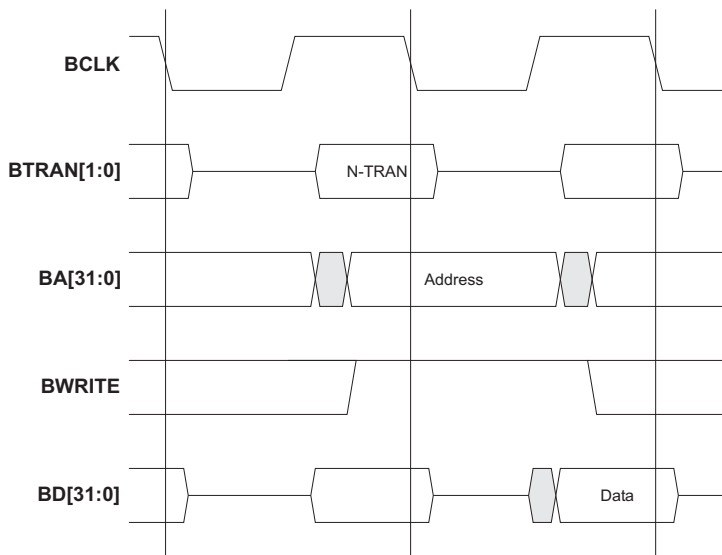 BCLK
BTRAN[1:0]
N-TRAN
BA[31:0]
Address
BWRITE
BD[31:0]
Data